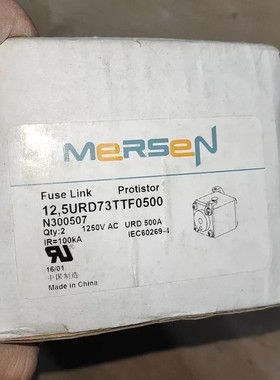 MERSEN
Fuse Link Protistor
12,5URD73TTF0500
N300507
Qty:2 1250V AC URD 500A
IR=100kA IEC60269-4
16/01
中国制造
Made in China